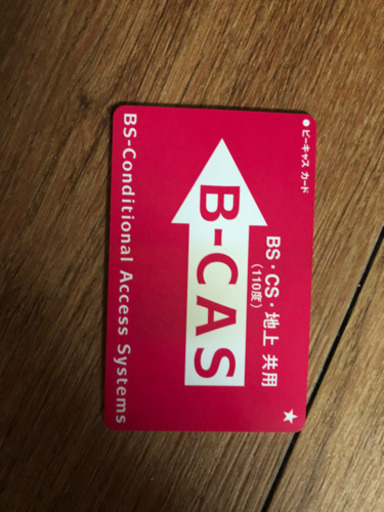 ●ビーキャス カード
BS・CS・地上 共用
(110度)
B-CAS
BS-Conditional Access Systems